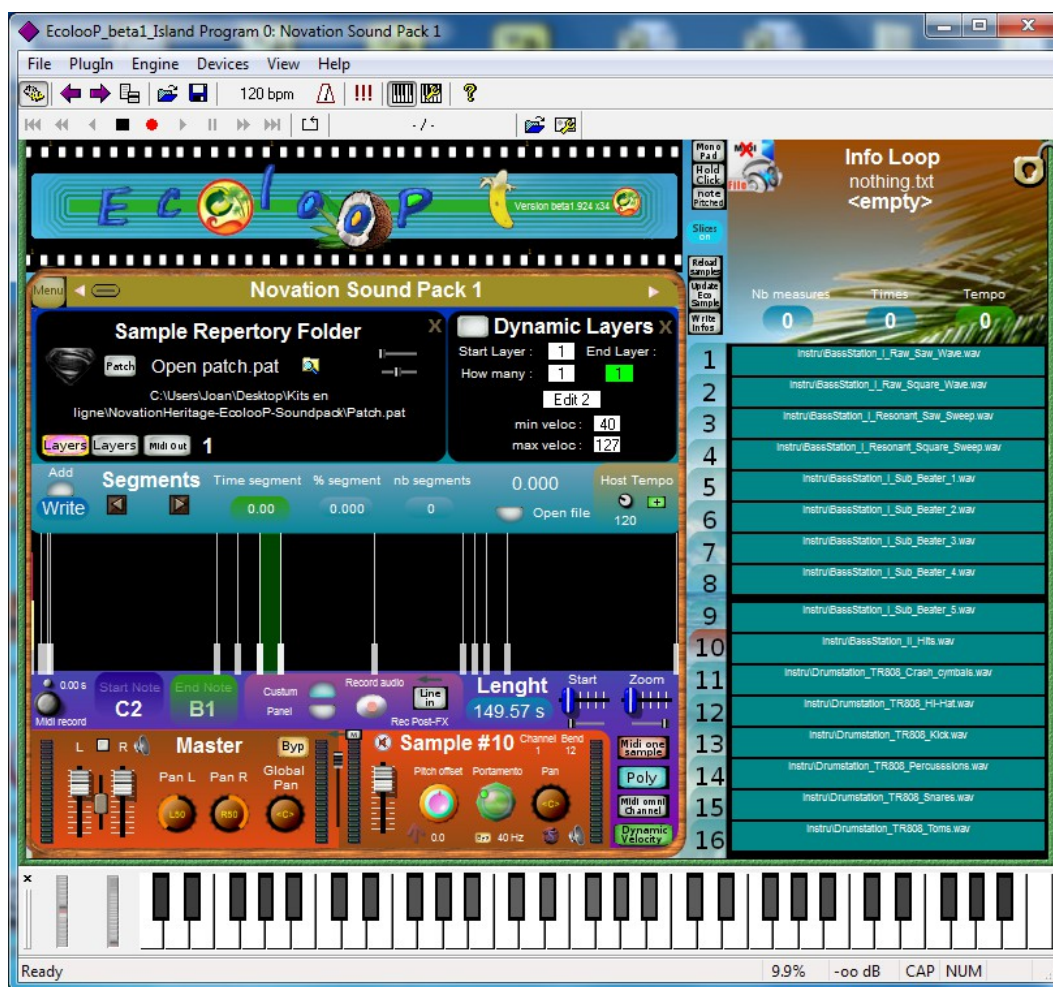 EcolooP_beta1_Island Program 0: Novation Sound Pack 1
File PlugIn Engine Devices View Help
120 bpm
- / -
EcolooP
Version beta1.924 x34
Mono Pad
Hold Click
note Pitched
Slices on
Reload samples
Update Eco Sample
Write Infos
MIDI
File
Info Loop
nothing.txt
<empty>
Nb measures Times Tempo
0 0 0
Menu
Novation Sound Pack 1
Sample Repertory Folder X
Patch Open patch.pat
C:\Users\Joan\Desktop\Kits en
ligne\NovationHeritage-EcolooP-Soundpack\Patch.pat
Layers Layers Midi Out 1
Dynamic Layers X
Start Layer : 1 End Layer :
How many : 1 1
Edit 2
min veloc : 40
max veloc : 127
Add
Write
Segments
Time segment % segment nb segments
0.00 0.000 0
0.000
Open file
Host Tempo
120
0.00 s
Midi record
Start Note
C2
End Note
B1
Custum
Panel
Record audio
Line in
Rec Post-FX
Lenght
149.57 s
Start Zoom
L R Master Byp
Pan L Pan R Global Pan
L50 R50 <C>
M
Sample #10
Channel 1
Bend 12
Pitch offset Portamento Pan
<C>
0.0 40 Hz
Midi one sample
Poly
Midi omni Channel
Dynamic Velocity
1 Instru\BassStation_I_Raw_Saw_Wave.wav
2 Instru\BassStation_I_Raw_Square_Wave.wav
3 Instru\BassStation_I_Resonant_Saw_Sweep.wav
4 Instru\BassStation_I_Resonant_Square_Sweep.wav
5 Instru\BassStation_I_Sub_Beater_1.wav
6 Instru\BassStation_I_Sub_Beater_2.wav
7 Instru\BassStation_I_Sub_Beater_3.wav
8 Instru\BassStation_I_Sub_Beater_4.wav
9 Instru\BassStation_I_Sub_Beater_5.wav
10 Instru\BassStation_II_Hits.wav
11 Instru\Drumstation_TR808_Crash_cymbals.wav
12 Instru\Drumstation_TR808_Hi-Hat.wav
13 Instru\Drumstation_TR808_Kick.wav
14 Instru\Drumstation_TR808_Percusssions.wav
15 Instru\Drumstation_TR808_Snares.wav
16 Instru\Drumstation_TR808_Toms.wav
Ready 9.9% -oo dB CAP NUM